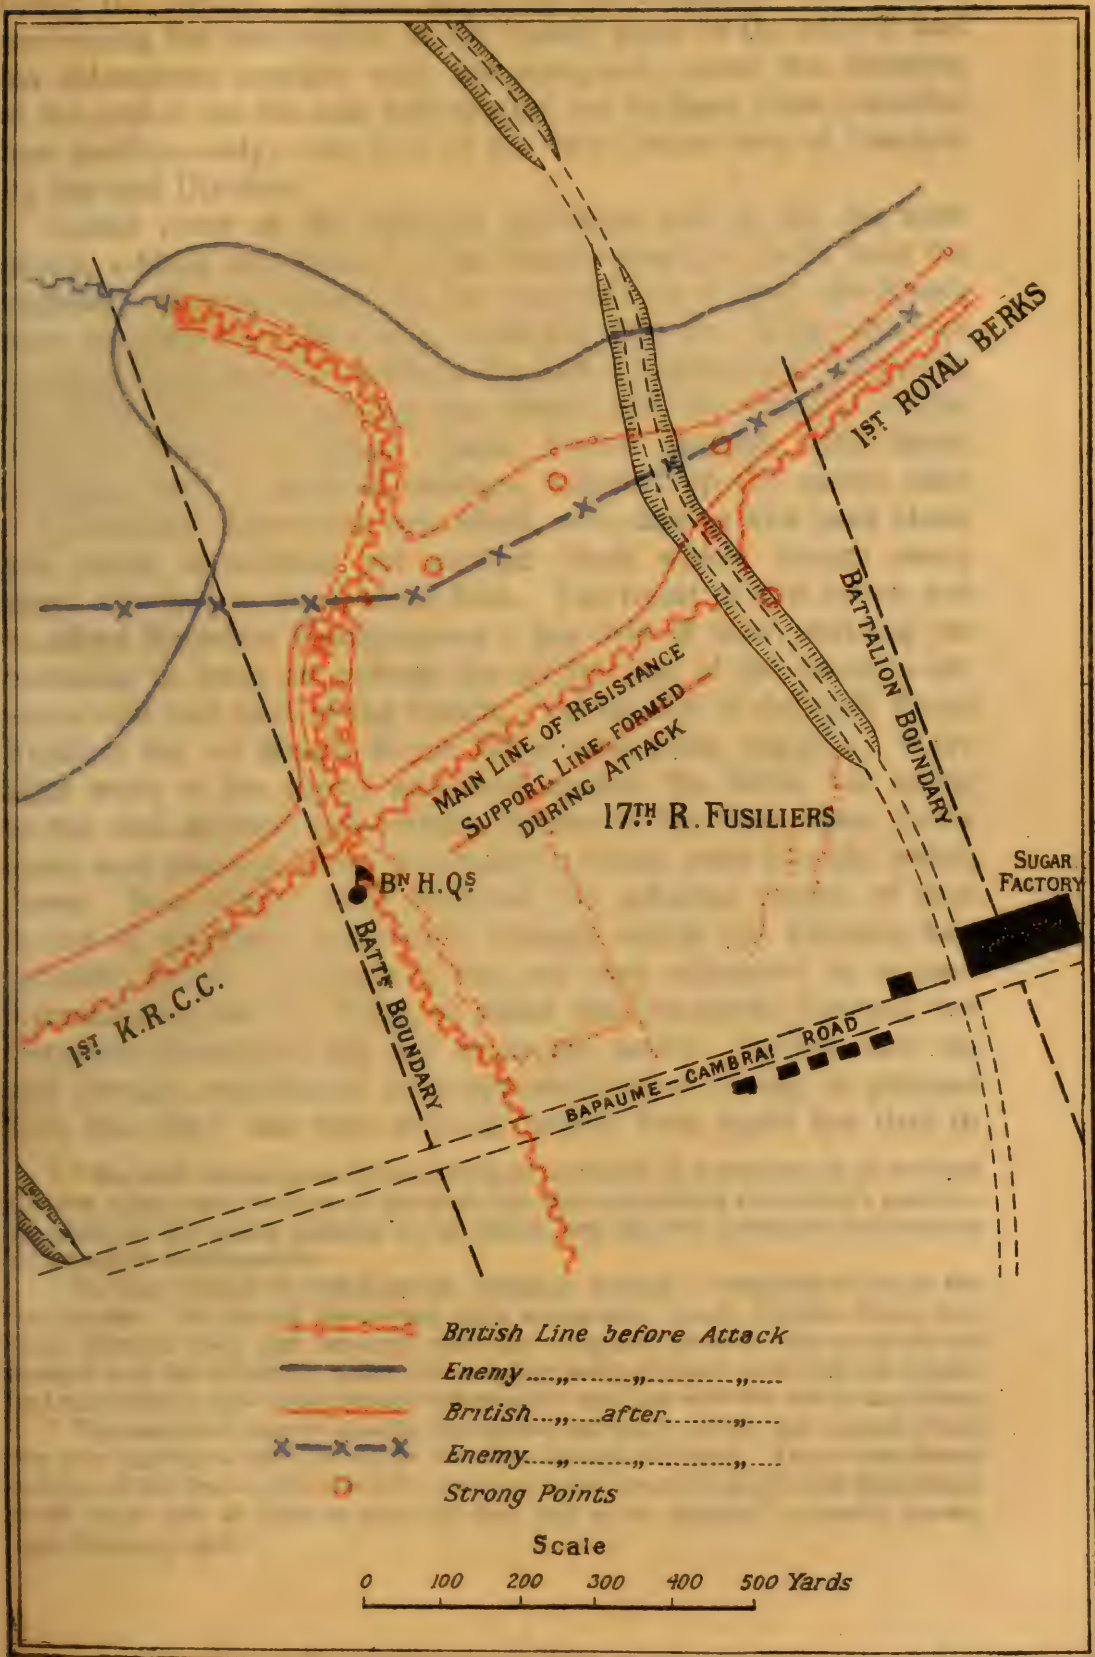 1ST ROYAL BERKS
BATTALION BOUNDARY
MAIN LINE OF RESISTANCE
SUPPORT LINE FORMED
DURING ATTACK
17TH R. FUSILIERS
SUGAR
FACTORY
BN H.QS
BATTN BOUNDARY
1ST K.R.C.C.
BAPAUME-CAMBRAI ROAD
British Line before Attack
Enemy....„........„..........„....
British...„....after........„....
Enemy....„........„..........„....
Strong Points
Scale
0 100 200 300 400 500 Yards